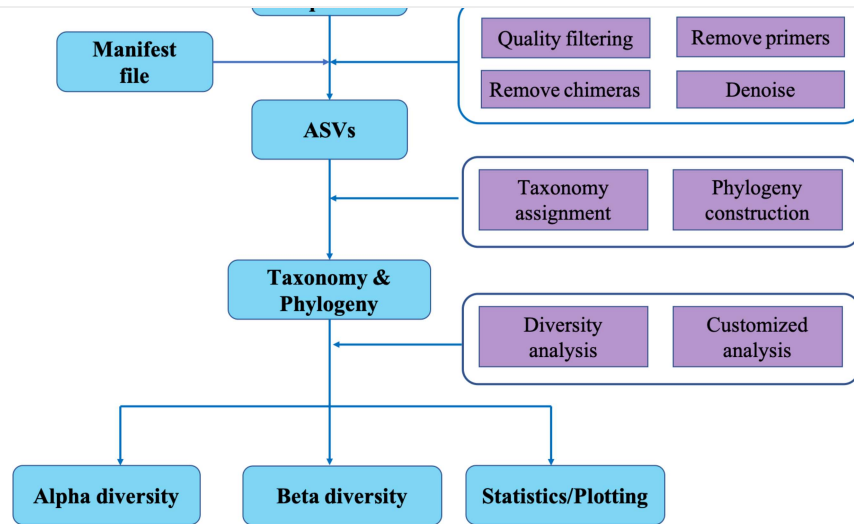 Quality filtering
Remove primers
Manifest
file
Remove chimeras
Denoise
ASVs
Taxonomy
assignment
Phylogeny
construction
Taxonomy &
Phylogeny
Diversity
analysis
Customized
analysis
Alpha diversity
Beta diversity
Statistics/Plotting